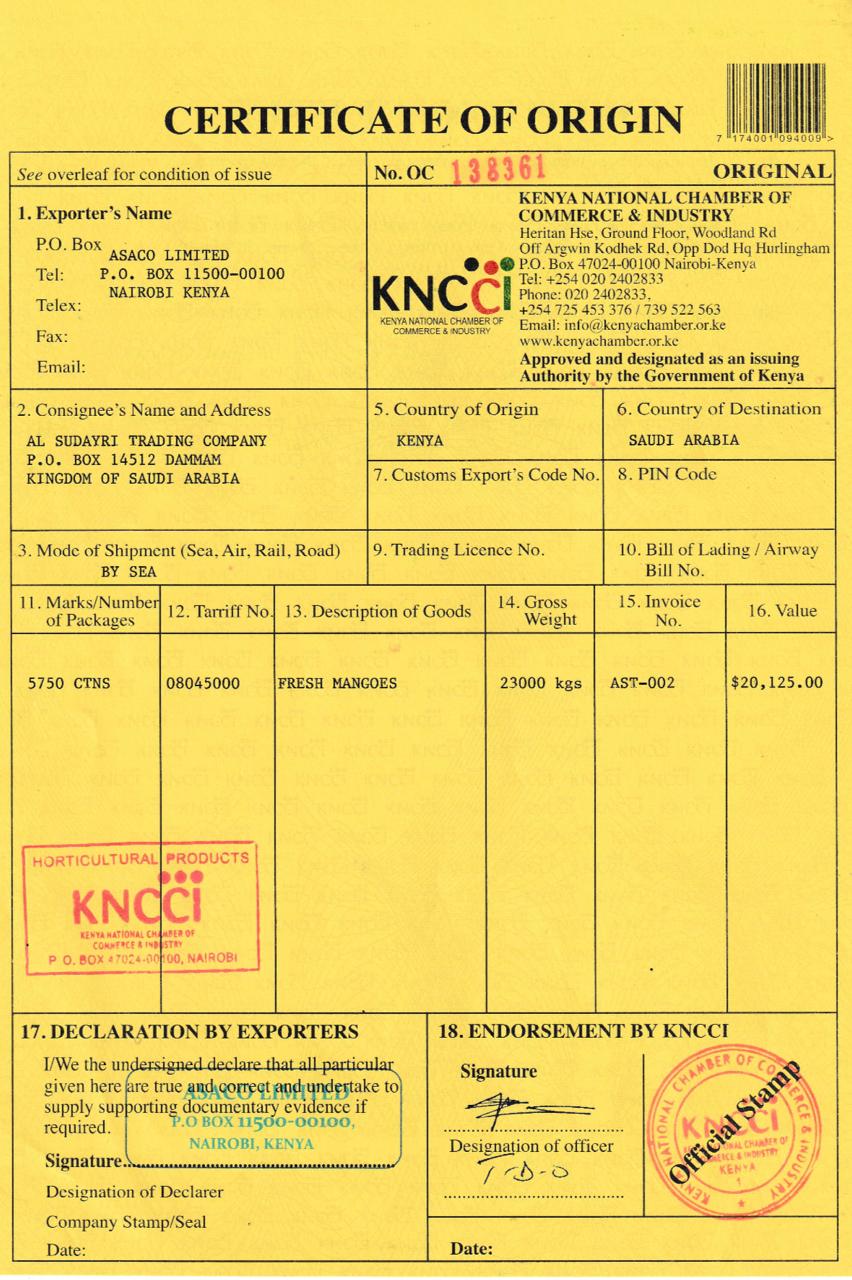 CERTIFICATE OF ORIGIN
7 174001 094009 >
See overleaf for condition of issue
No. OC 138361
ORIGINAL
1. Exporter's Name
P.O. Box
ASACO LIMITED
Tel:
P.O. BOX 11500-00100
NAIROBI KENYA
Telex:
Fax:
Email:
KNCCI
KENYA NATIONAL CHAMBER OF
COMMERCE & INDUSTRY
KENYA NATIONAL CHAMBER OF
COMMERCE & INDUSTRY
Heritan Hse, Ground Floor, Woodland Rd
Off Argwin Kodhek Rd, Opp Dod Hq Hurlingham
P.O. Box 47024-00100 Nairobi-Kenya
Tel: +254 020 2402833
Phone: 020 2402833,
+254 725 453 376 / 739 522 563
Email: info@kenyachamber.or.ke
www.kenyachamber.or.ke
Approved and designated as an issuing
Authority by the Government of Kenya
2. Consignee's Name and Address
AL SUDAYRI TRADING COMPANY
P.O. BOX 14512 DAMMAM
KINGDOM OF SAUDI ARABIA
5. Country of Origin
KENYA
6. Country of Destination
SAUDI ARABIA
7. Customs Export's Code No.
8. PIN Code
3. Mode of Shipment (Sea, Air, Rail, Road)
BY SEA
9. Trading Licence No.
10. Bill of Lading / Airway
Bill No.
11. Marks/Number
of Packages
12. Tarriff No.
13. Description of Goods
14. Gross
Weight
15. Invoice
No.
16. Value
5750 CTNS
08045000
FRESH MANGOES
23000 kgs
AST-002
$20,125.00
HORTICULTURAL PRODUCTS
KNCCI
KENYA NATIONAL CHAMBER OF
COMMERCE & INDUSTRY
P O. BOX 47024-00100, NAIROBI
17. DECLARATION BY EXPORTERS
I/We the undersigned declare that all particular
given here are true and correct and undertake to
supply supporting documentary evidence if
required.
ASACO LIMITED
P.O BOX 11500-00100,
NAIROBI, KENYA
Signature
Designation of Declarer
Company Stamp/Seal
Date:
18. ENDORSEMENT BY KNCCI
Signature
Designation of officer
Official Stamp
KENYA NATIONAL CHAMBER OF COMMERCE & INDUSTRY
KNCCI
KENYA NATIONAL CHAMBER OF
COMMERCE & INDUSTRY
KENYA
1
Date: